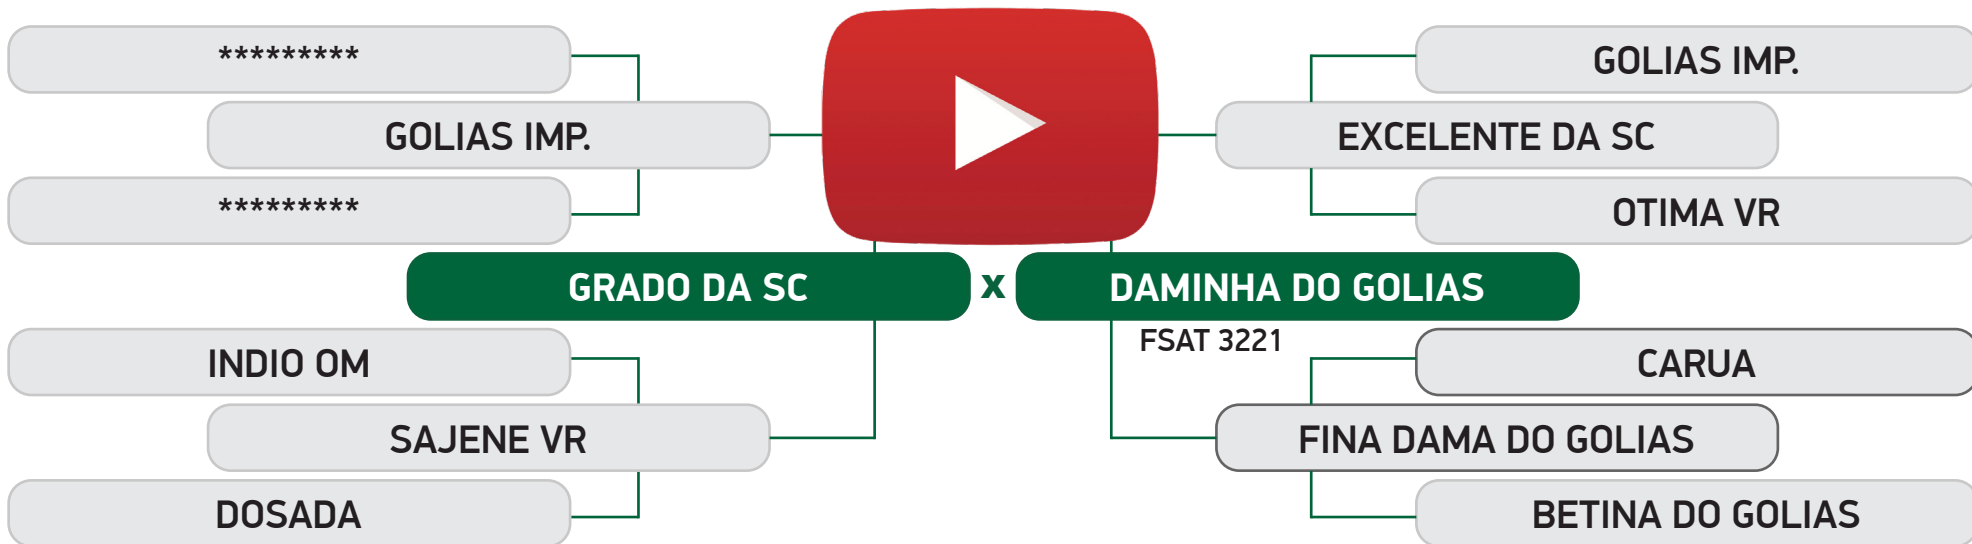 *********
GOLIAS IMP.
*********
GRADO DA SC
INDIO OM
SAJENE VR
DOSADA
x
GOLIAS IMP.
EXCELENTE DA SC
OTIMA VR
DAMINHA DO GOLIAS
FSAT 3221
CARUA
FINA DAMA DO GOLIAS
BETINA DO GOLIAS